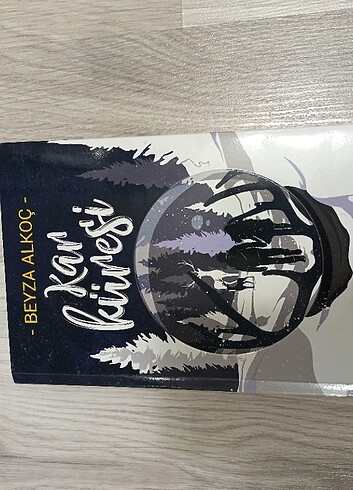 - BEYZA ALKOÇ -
Kar
Küresi